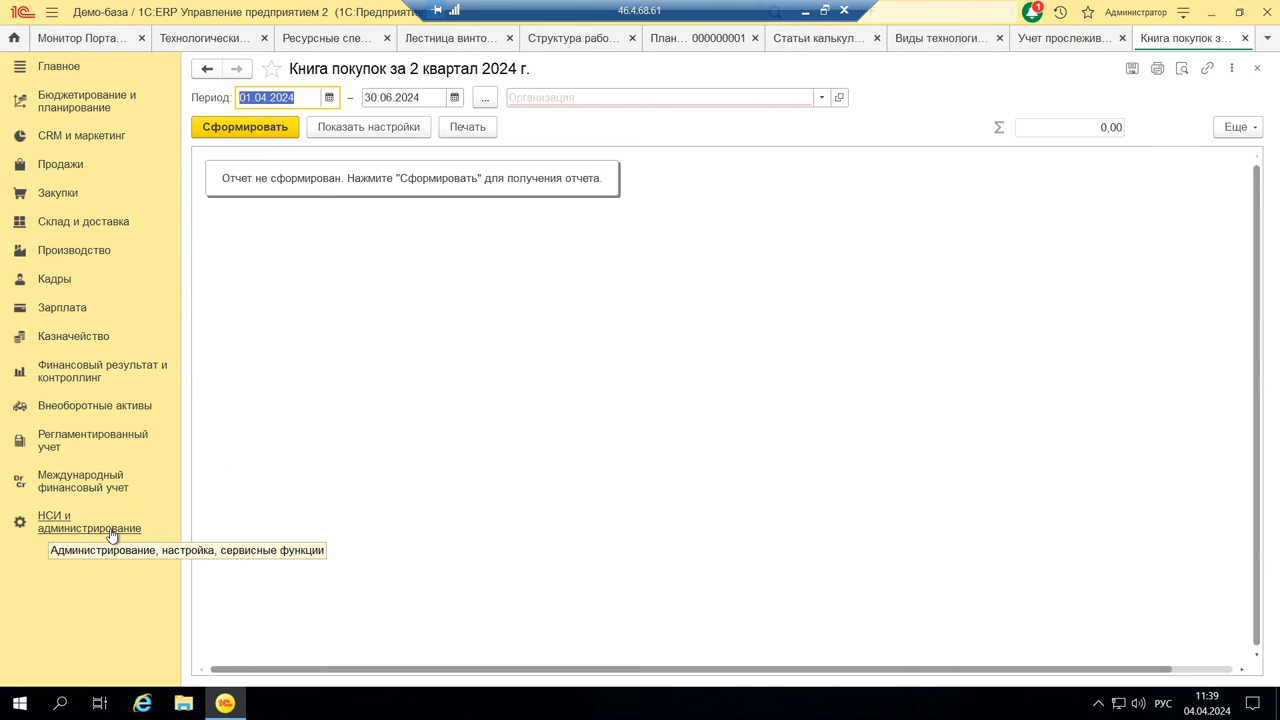 Демо-база / 1С:ERP Управление предприятием 2 (1С:Предприяти
46.4.68.61
1
Администратор
Монитор Порта...
Технологически...
Ресурсные спе...
Лестница винто...
Структура рабо...
План... 000000001
Статьи калькул...
Виды технологи...
Учет прослежив...
Книга покупок з...
Главное
Бюджетирование и
планирование
CRM и маркетинг
Продажи
Закупки
Склад и доставка
Производство
Кадры
Зарплата
Казначейство
Финансовый результат и
контроллинг
Внеоборотные активы
Регламентированный
учет
Dr
Cr
Международный
финансовый учет
НСИ и
администрирование
Администрирование, настройка, сервисные функции
Книга покупок за 2 квартал 2024 г.
Период: 01.04.2024 – 30.06.2024 ... Организация
Сформировать Показать настройки Печать Σ 0,00 Еще
Отчет не сформирован. Нажмите "Сформировать" для получения отчета.
РУС
11:39
04.04.2024